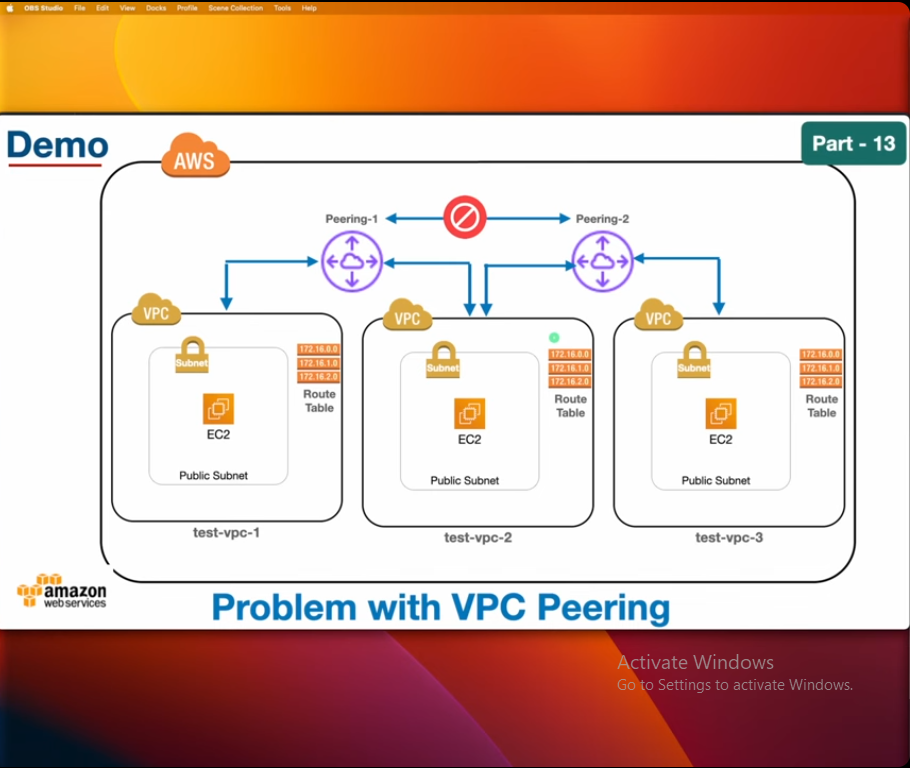 OBS Studio File Edit View Docks Profile Scene Collection Tools Help
Demo
AWS
Part - 13
Peering-1
Peering-2
VPC
VPC
VPC
Subnet
172.16.0.0
172.16.1.0
172.16.2.0
Route
Table
EC2
Public Subnet
test-vpc-1
Subnet
172.16.0.0
172.16.1.0
172.16.2.0
Route
Table
EC2
Public Subnet
test-vpc-2
Subnet
172.16.0.0
172.16.1.0
172.16.2.0
Route
Table
EC2
Public Subnet
test-vpc-3
amazon
webservices
Problem with VPC Peering
Activate Windows
Go to Settings to activate Windows.